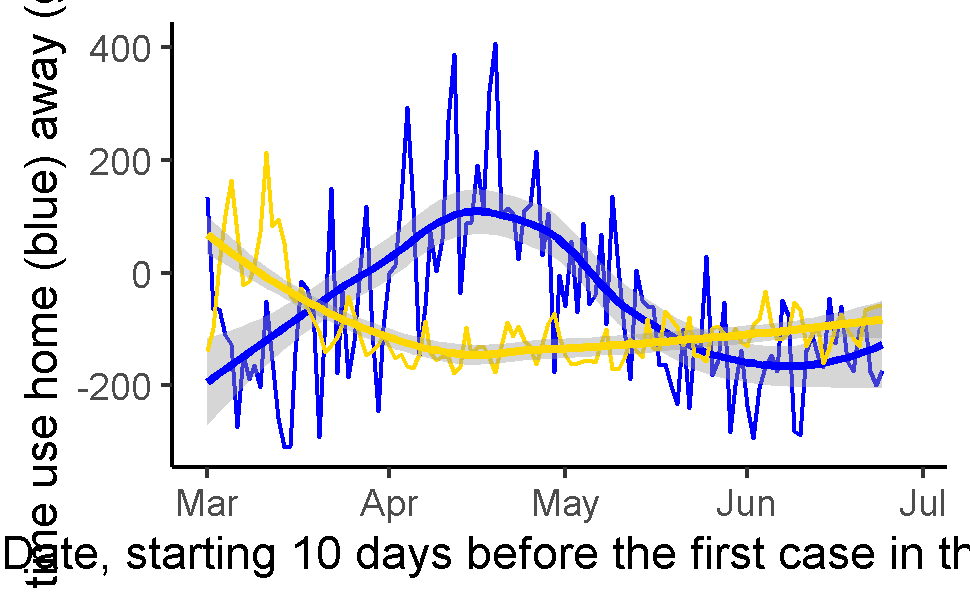 time use home (blue) away (
400
200
0
-200
Mar Apr May Jun Jul
Date, starting 10 days before the first case in th